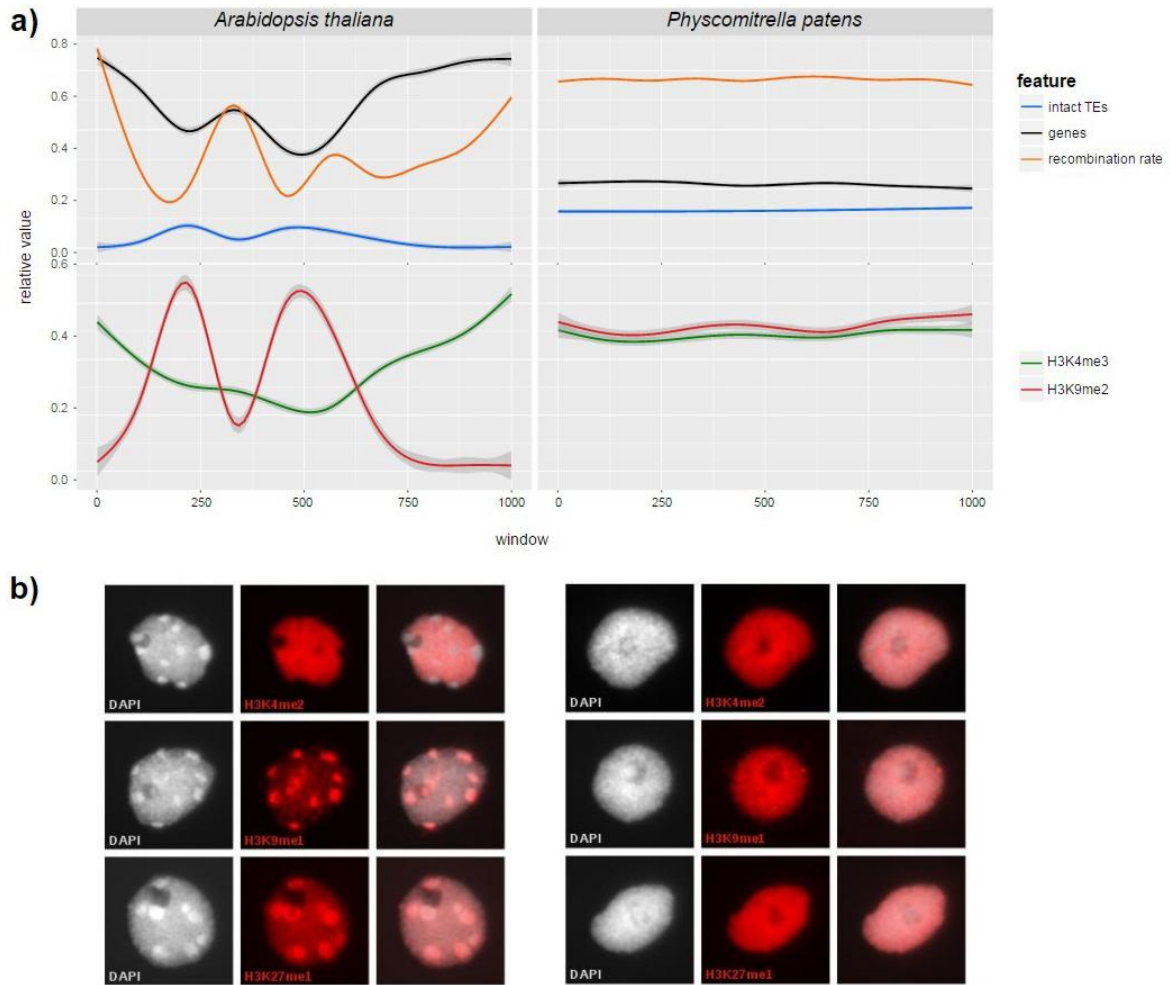 a)
Arabidopsis thaliana
Physcomitrella patens
0.8
0.6
0.4
0.2
0.0
0.6
0.4
0.2
0.0
relative value
0
250
500
750
1000
0
250
500
750
1000
window
feature
intact TEs
genes
recombination rate
H3K4me3
H3K9me2
b)
DAPI
H3K4me2
DAPI
H3K4me2
DAPI
H3K9me1
DAPI
H3K9me1
DAPI
H3K27me1
DAPI
H3K27me1